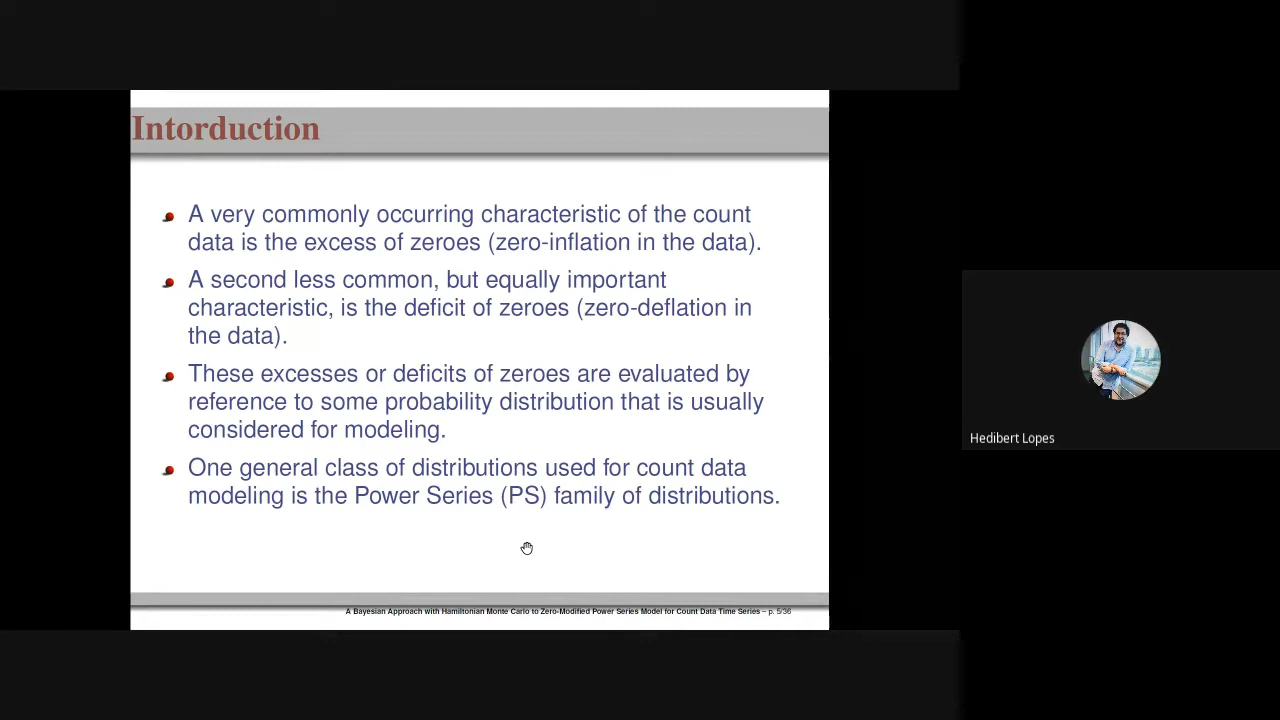 Intorduction
A very commonly occurring characteristic of the count
data is the excess of zeroes (zero-inflation in the data).
A second less common, but equally important
characteristic, is the deficit of zeroes (zero-deflation in
the data).
These excesses or deficits of zeroes are evaluated by
reference to some probability distribution that is usually
considered for modeling.
One general class of distributions used for count data
modeling is the Power Series (PS) family of distributions.
A Bayesian Approach with Hamiltonian Monte Carlo to Zero-Modified Power Series Model for Count Data Time Series – p. 5/36
Hedibert Lopes